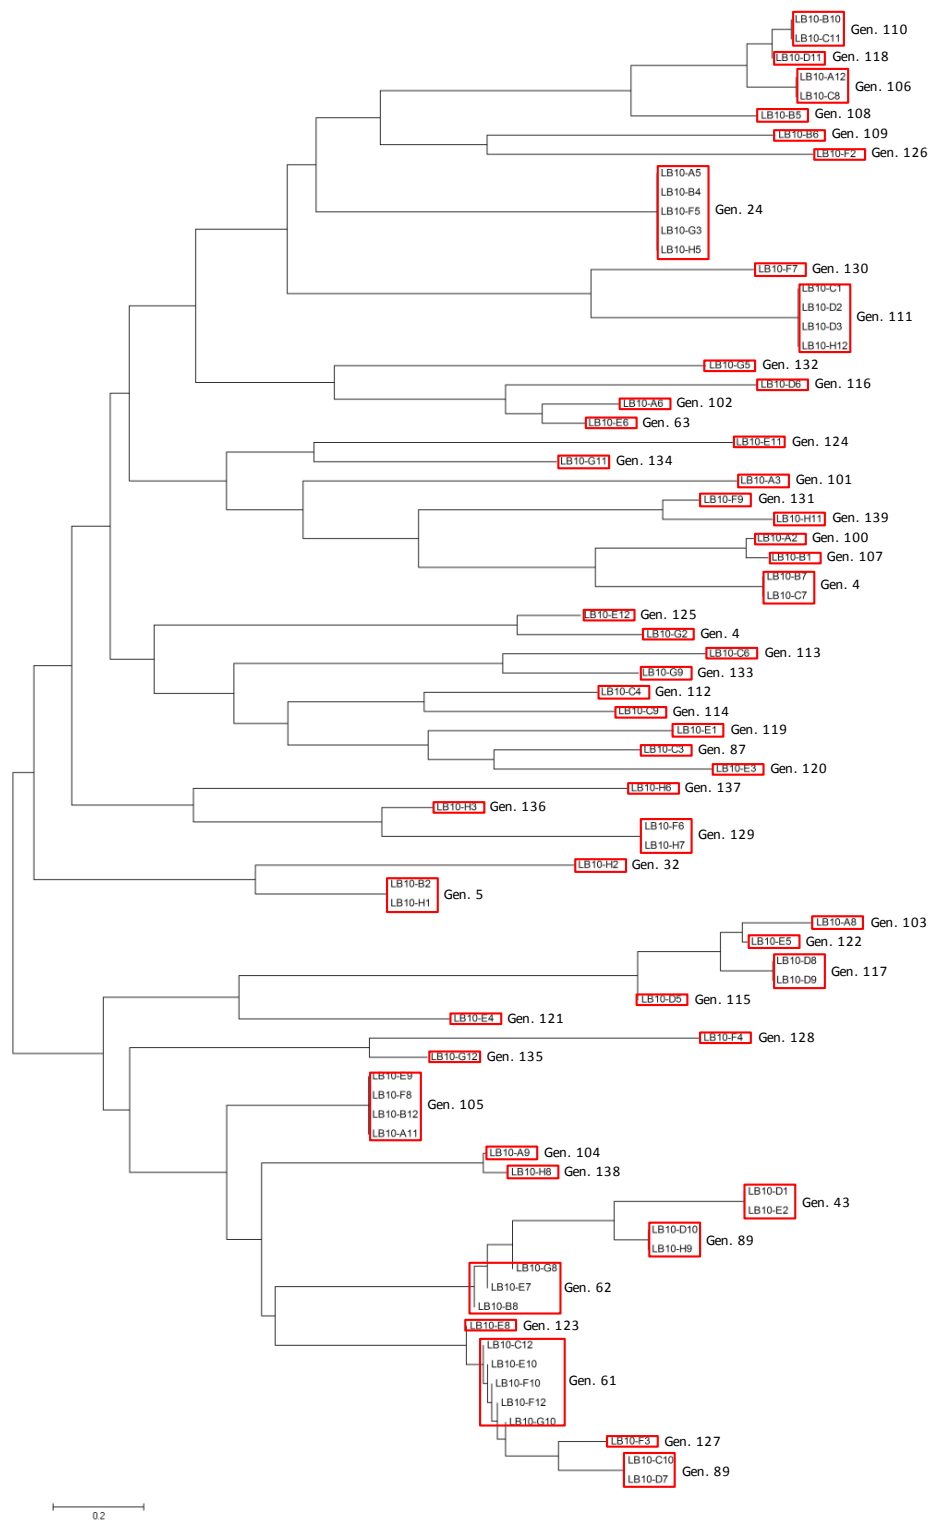 LB10-B10
LB10-C11
Gen. 110
LB10-D11
Gen. 118
LB10-A12
LB10-C8
Gen. 106
LB10-B5
Gen. 108
LB10-B6
Gen. 109
LB10-F2
Gen. 126
LB10-A5
LB10-B4
LB10-F5
LB10-G3
LB10-H5
Gen. 24
LB10-F7
Gen. 130
LB10-C1
LB10-D2
LB10-D3
LB10-H12
Gen. 111
LB10-G5
Gen. 132
LB10-D6
Gen. 116
LB10-A6
Gen. 102
LB10-E6
Gen. 63
LB10-E11
Gen. 124
LB10-G11
Gen. 134
LB10-A3
Gen. 101
LB10-F9
Gen. 131
LB10-H11
Gen. 139
LB10-A2
Gen. 100
LB10-B1
Gen. 107
LB10-B7
LB10-C7
Gen. 4
LB10-E12
Gen. 125
LB10-G2
Gen. 4
LB10-C6
Gen. 113
LB10-G9
Gen. 133
LB10-C4
Gen. 112
LB10-C9
Gen. 114
LB10-E1
Gen. 119
LB10-C3
Gen. 87
LB10-E3
Gen. 120
LB10-H6
Gen. 137
LB10-H3
Gen. 136
LB10-F6
LB10-H7
Gen. 129
LB10-H2
Gen. 32
LB10-B2
LB10-H1
Gen. 5
LB10-A8
Gen. 103
LB10-E5
Gen. 122
LB10-D8
LB10-D9
Gen. 117
LB10-D5
Gen. 115
LB10-E4
Gen. 121
LB10-F4
Gen. 128
LB10-G12
Gen. 135
LB10-E9
LB10-F8
LB10-B12
LB10-A11
Gen. 105
LB10-A9
Gen. 104
LB10-H8
Gen. 138
LB10-D1
LB10-E2
Gen. 43
LB10-D10
LB10-H9
Gen. 89
LB10-G8
LB10-E7
LB10-B8
Gen. 62
LB10-E8
Gen. 123
LB10-C12
LB10-E10
LB10-F10
LB10-F12
LB10-G10
Gen. 61
LB10-F3
Gen. 127
LB10-C10
LB10-D7
Gen. 89
0.2